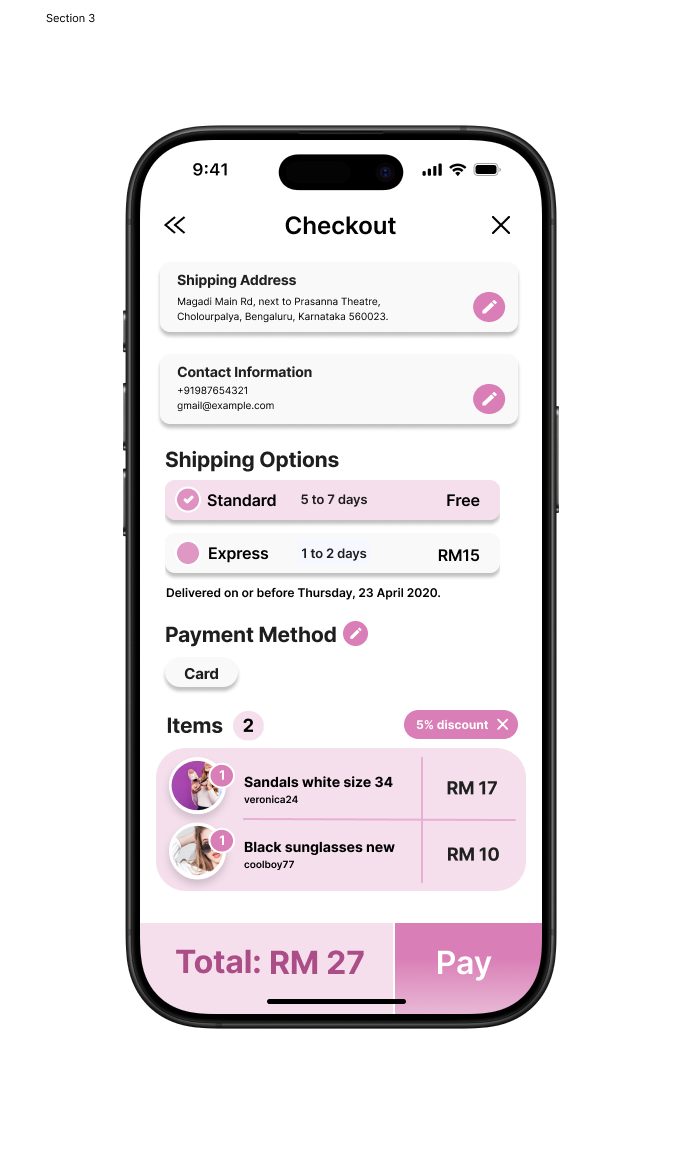 Section 3
9:41
Checkout
Shipping Address
Magadi Main Rd, next to Prasanna Theatre,
Cholourpalya, Bengaluru, Karnataka 560023.
Contact Information
+91987654321
gmail@example.com
Shipping Options
Standard 5 to 7 days Free
Express 1 to 2 days RM15
Delivered on or before Thursday, 23 April 2020.
Payment Method
Card
Items 2 5% discount
1
Sandals white size 34 RM 17
veronica24
1
Black sunglasses new RM 10
coolboy77
Total: RM 27 Pay